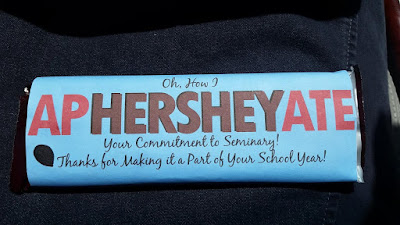 Oh, How I
APHERSHEYATE
Your Commitment to Seminary!
Thanks for Making it a Part of Your School Year!